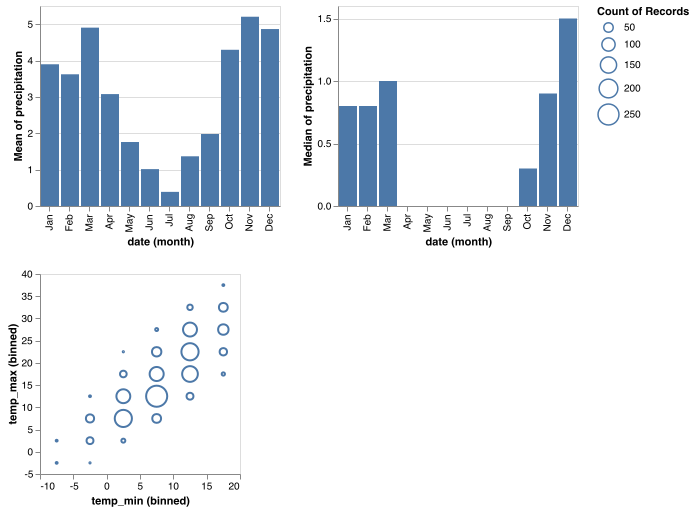 5
4
3
2
1
0
Mean of precipitation
Jan
Feb
Mar
Apr
May
Jun
Jul
Aug
Sep
Oct
Nov
Dec
date (month)
1.5
1.0
0.5
0.0
Median of precipitation
Jan
Feb
Mar
Apr
May
Jun
Jul
Aug
Sep
Oct
Nov
Dec
date (month)
Count of Records
50
100
150
200
250
40
35
30
25
20
15
10
5
0
-5
temp_max (binned)
-10
-5
0
5
10
15
20
temp_min (binned)